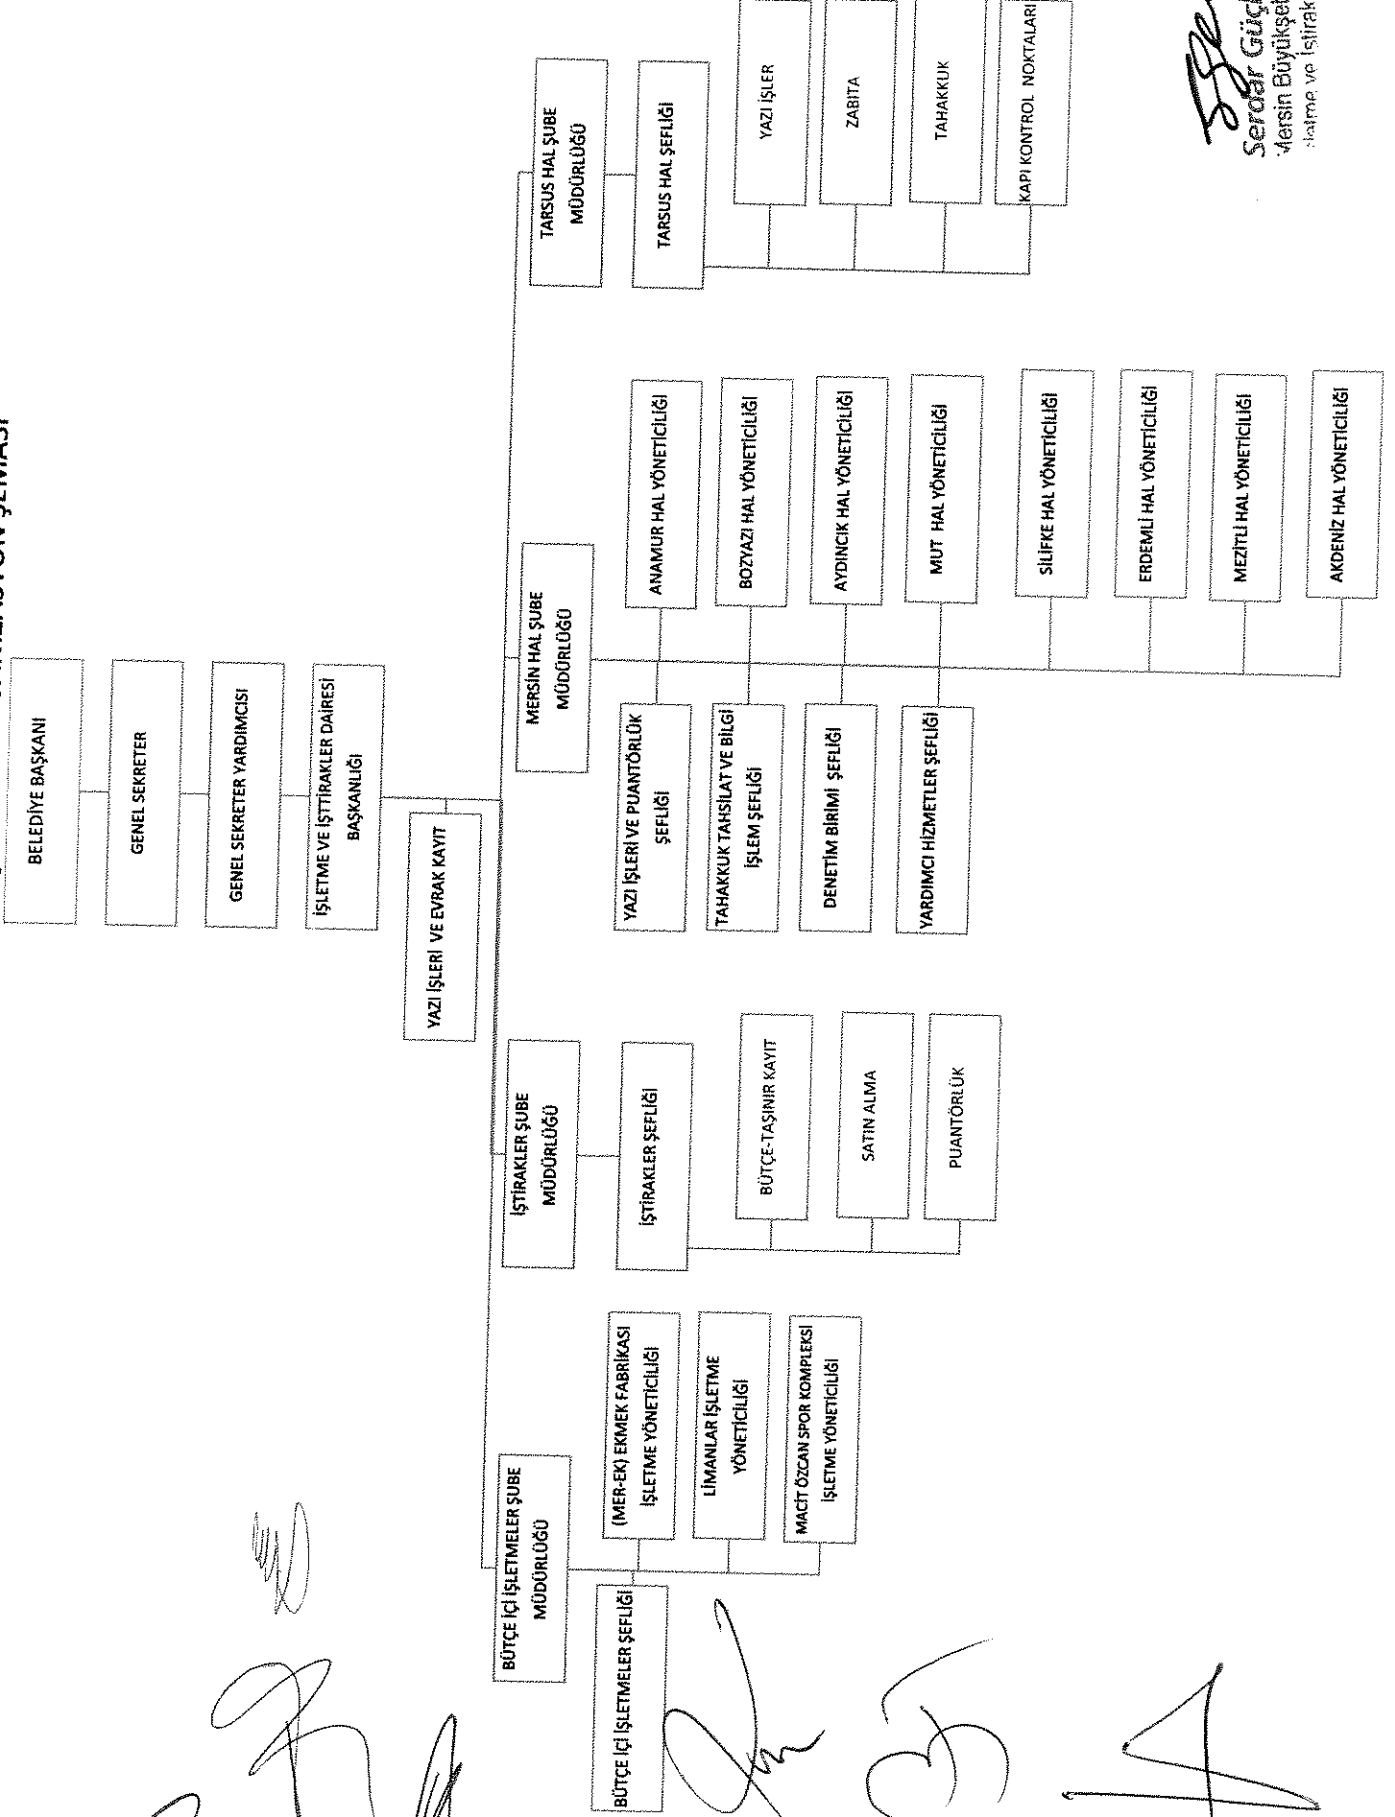 BELEDİYE BAŞKANI
GENEL SEKRETER
GENEL SEKRETER YARDIMCISI
İŞLETME VE İŞTTİRAKLER DAİRESİ
BAŞKANLIĞI
YAZI İŞLERİ VE EVRAK KAYIT
BÜTÇE İÇİ İŞLETMELER ŞUBE
MÜDÜRLÜĞÜ
BÜTÇE İÇİ İŞLETMELER ŞEFLİĞİ
(MER-EK) EKMEK FABRİKASI
İŞLETME YÖNETİCİLİĞİ
LİMANLAR İŞLETME
YÖNETİCİLİĞİ
MACİT ÖZCAN SPOR KOMPLEKSİ
İŞLETME YÖNETİCİLİĞİ
İŞTİRAKLER ŞUBE
MÜDÜRLÜĞÜ
İŞTİRAKLER ŞEFLİĞİ
BÜTÇE-TAŞINIR KAYIT
SATIN ALMA
PUANTÖRLÜK
MERSİN HAL ŞUBE
MÜDÜRLÜĞÜ
YAZI İŞLERİ VE PUANTÖRLÜK
ŞEFLİĞİ
TAHAKKUK TAHSİLAT VE BİLGİ
İŞLEM ŞEFLİĞİ
DENETİM BİRİMİ ŞEFLİĞİ
YARDIMCI HİZMETLER ŞEFLİĞİ
ANAMUR HAL YÖNETİCİLİĞİ
BOZYAZI HAL YÖNETİCİLİĞİ
AYDINCIK HAL YÖNETİCİLİĞİ
MUT HAL YÖNETİCİLİĞİ
SİLİFKE HAL YÖNETİCİLİĞİ
ERDEMLİ HAL YÖNETİCİLİĞİ
MEZİTLİ HAL YÖNETİCİLİĞİ
AKDENİZ HAL YÖNETİCİLİĞİ
TARSUS HAL ŞUBE
MÜDÜRLÜĞÜ
TARSUS HAL ŞEFLİĞİ
YAZI İŞLER
ZABITA
TAHAKKUK
KAPI KONTROL NOKTALARI
Serdar
Mersin
ve